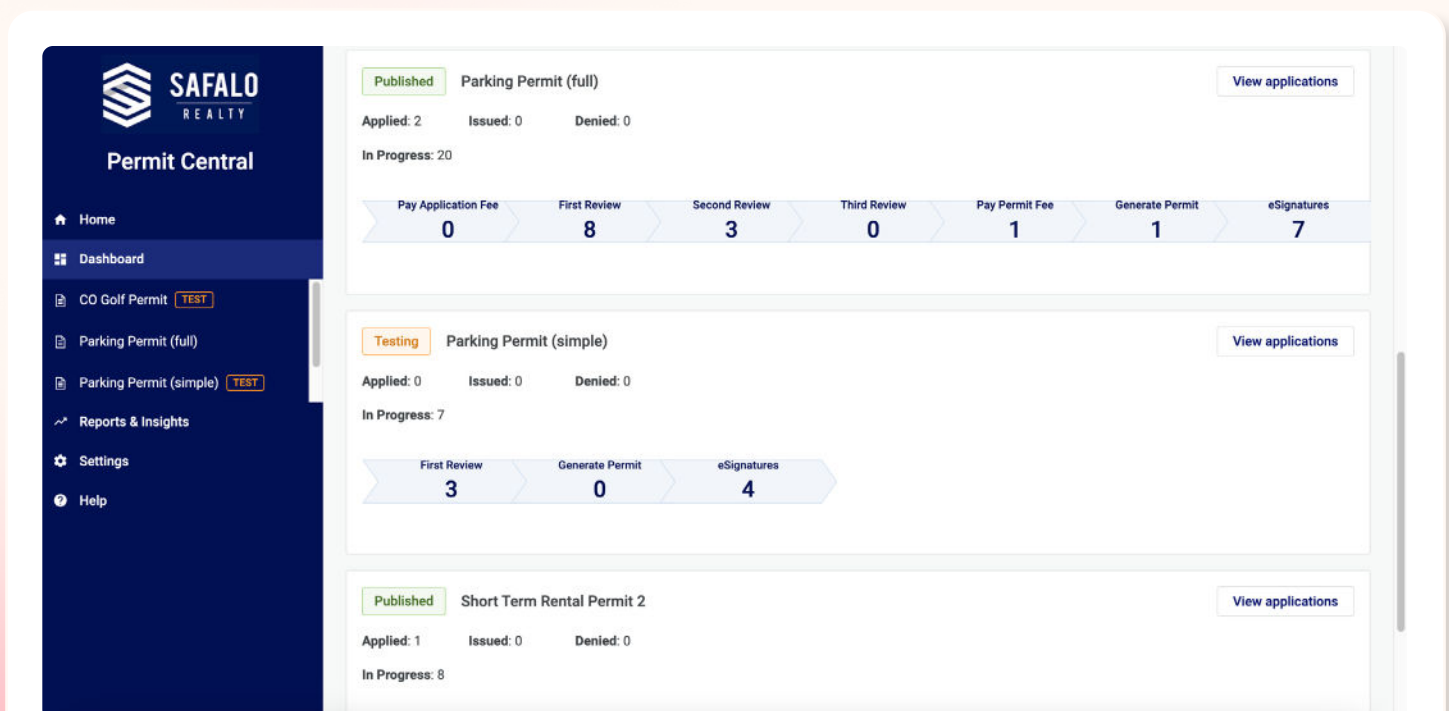 SAFALO
REALTY
Permit Central
Home
Dashboard
CO Golf Permit TEST
Parking Permit (full)
Parking Permit (simple) TEST
Reports & Insights
Settings
Help
Published Parking Permit (full) View applications
Applied: 2 Issued: 0 Denied: 0
In Progress: 20
Pay Application Fee First Review Second Review Third Review Pay Permit Fee Generate Permit eSignatures
0 8 3 0 1 1 7
Testing Parking Permit (simple) View applications
Applied: 0 Issued: 0 Denied: 0
In Progress: 7
First Review Generate Permit eSignatures
3 0 4
Published Short Term Rental Permit 2 View applications
Applied: 1 Issued: 0 Denied: 0
In Progress: 8